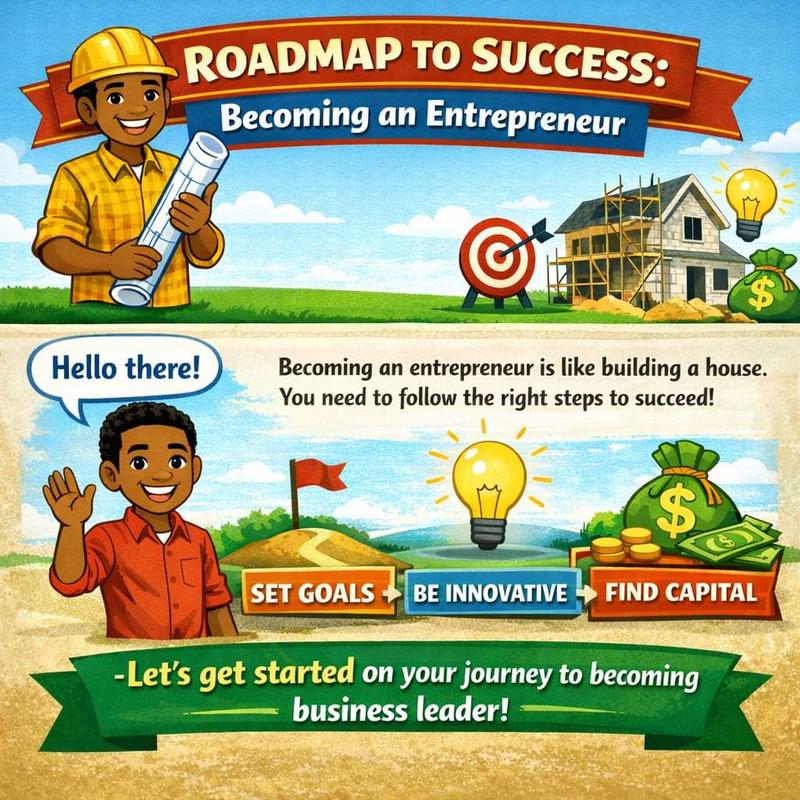 ROADMAP TO SUCCESS:
Becoming an Entrepreneur
$
Hello there!
Becoming an entrepreneur is like building a house.
You need to follow the right steps to succeed!
$
SET GOALS
BE INNOVATIVE
FIND CAPITAL
-Let's get started on your journey to becoming
business leader!